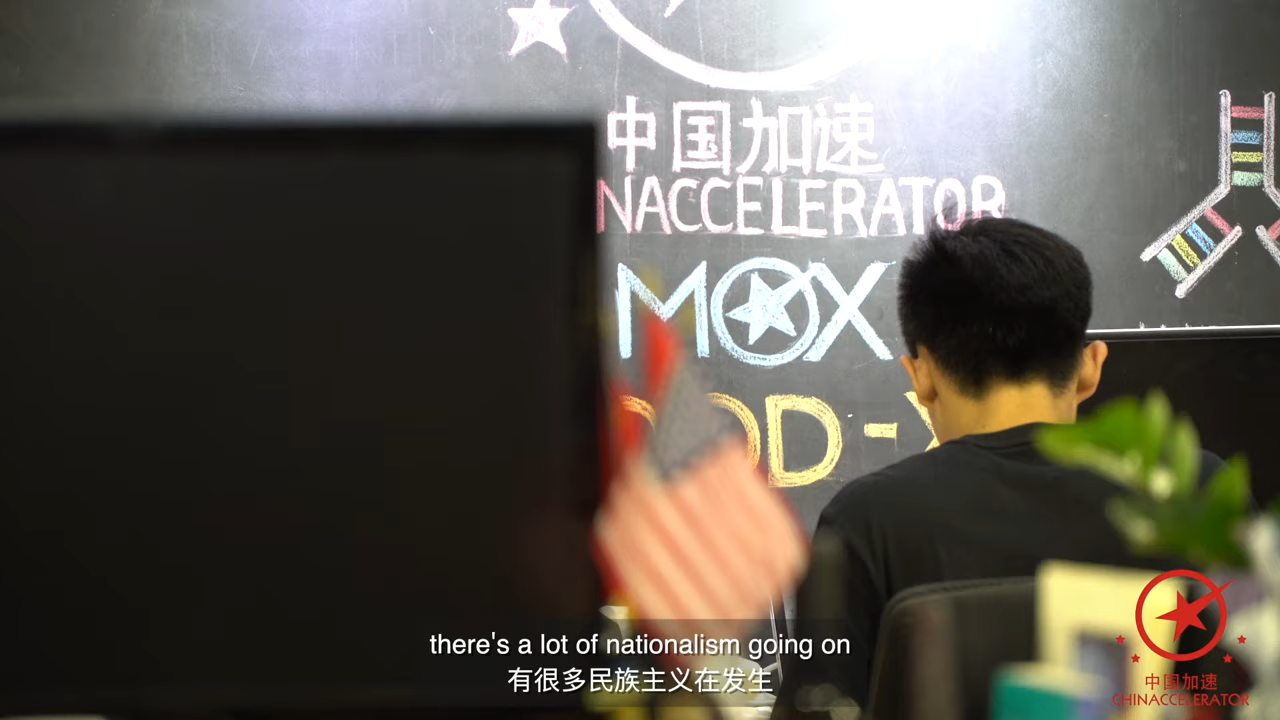 中国加速
NACCELERATOR
MOX
OD-X
there's a lot of nationalism going on
有很多民族主义在发生
中国加速
CHINACCELERATOR